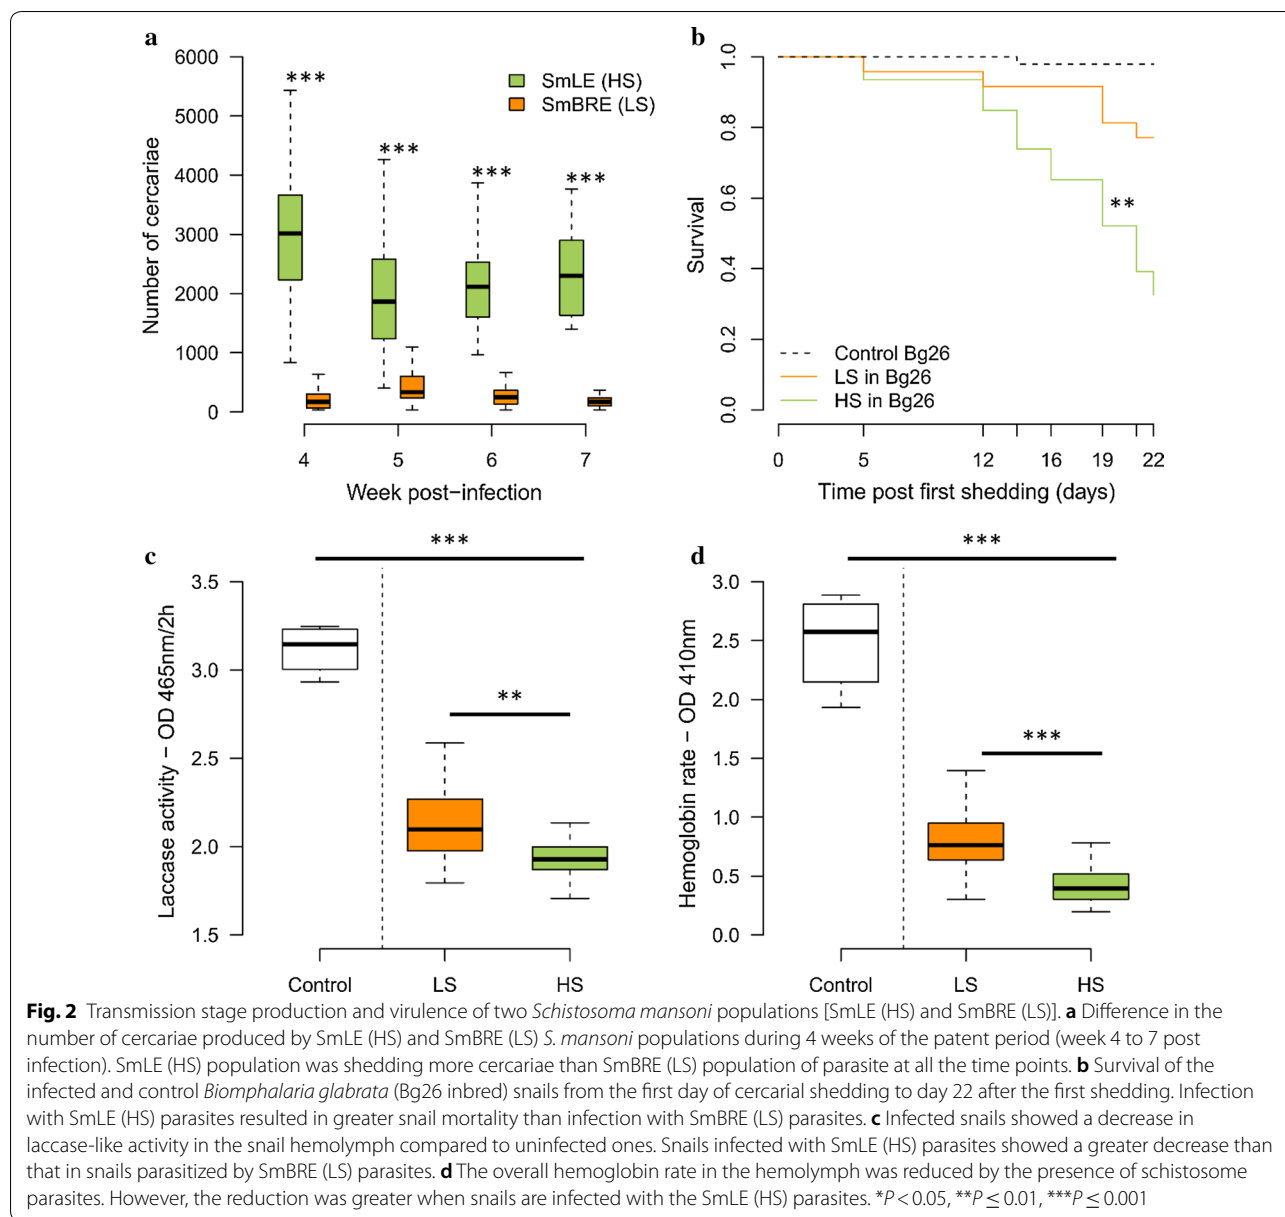 a
6000
5000
4000
3000
2000
1000
0
Number of cercariae
***
***
***
***
SmLE (HS)
SmBRE (LS)
4 5 6 7
Week post-infection
b
1.0
0.8
0.6
0.4
0.2
0.0
Survival
**
Control Bg26
LS in Bg26
HS in Bg26
0 5 12 16 19 22
Time post first shedding (days)
c
3.5
3.0
2.5
2.0
1.5
Laccase activity - OD 465nm/2h
***
**
Control LS HS
d
3.0
2.5
2.0
1.5
1.0
0.5
0.0
Hemoglobin rate - OD 410nm
***
***
Control LS HS
Fig. 2 Transmission stage production and virulence of two Schistosoma mansoni populations [SmLE (HS) and SmBRE (LS)]. a Difference in the
number of cercariae produced by SmLE (HS) and SmBRE (LS) S. mansoni populations during 4 weeks of the patent period (week 4 to 7 post
infection). SmLE (HS) population was shedding more cercariae than SmBRE (LS) population of parasite at all the time points. b Survival of the
infected and control Biomphalaria glabrata (Bg26 inbred) snails from the first day of cercarial shedding to day 22 after the first shedding. Infection
with SmLE (HS) parasites resulted in greater snail mortality than infection with SmBRE (LS) parasites. c Infected snails showed a decrease in
laccase-like activity in the snail hemolymph compared to uninfected ones. Snails infected with SmLE (HS) parasites showed a greater decrease than
that in snails parasitized by SmBRE (LS) parasites. d The overall hemoglobin rate in the hemolymph was reduced by the presence of schistosome
parasites. However, the reduction was greater when snails are infected with the SmLE (HS) parasites. *P < 0.05, **P ≤ 0.01, ***P ≤ 0.001